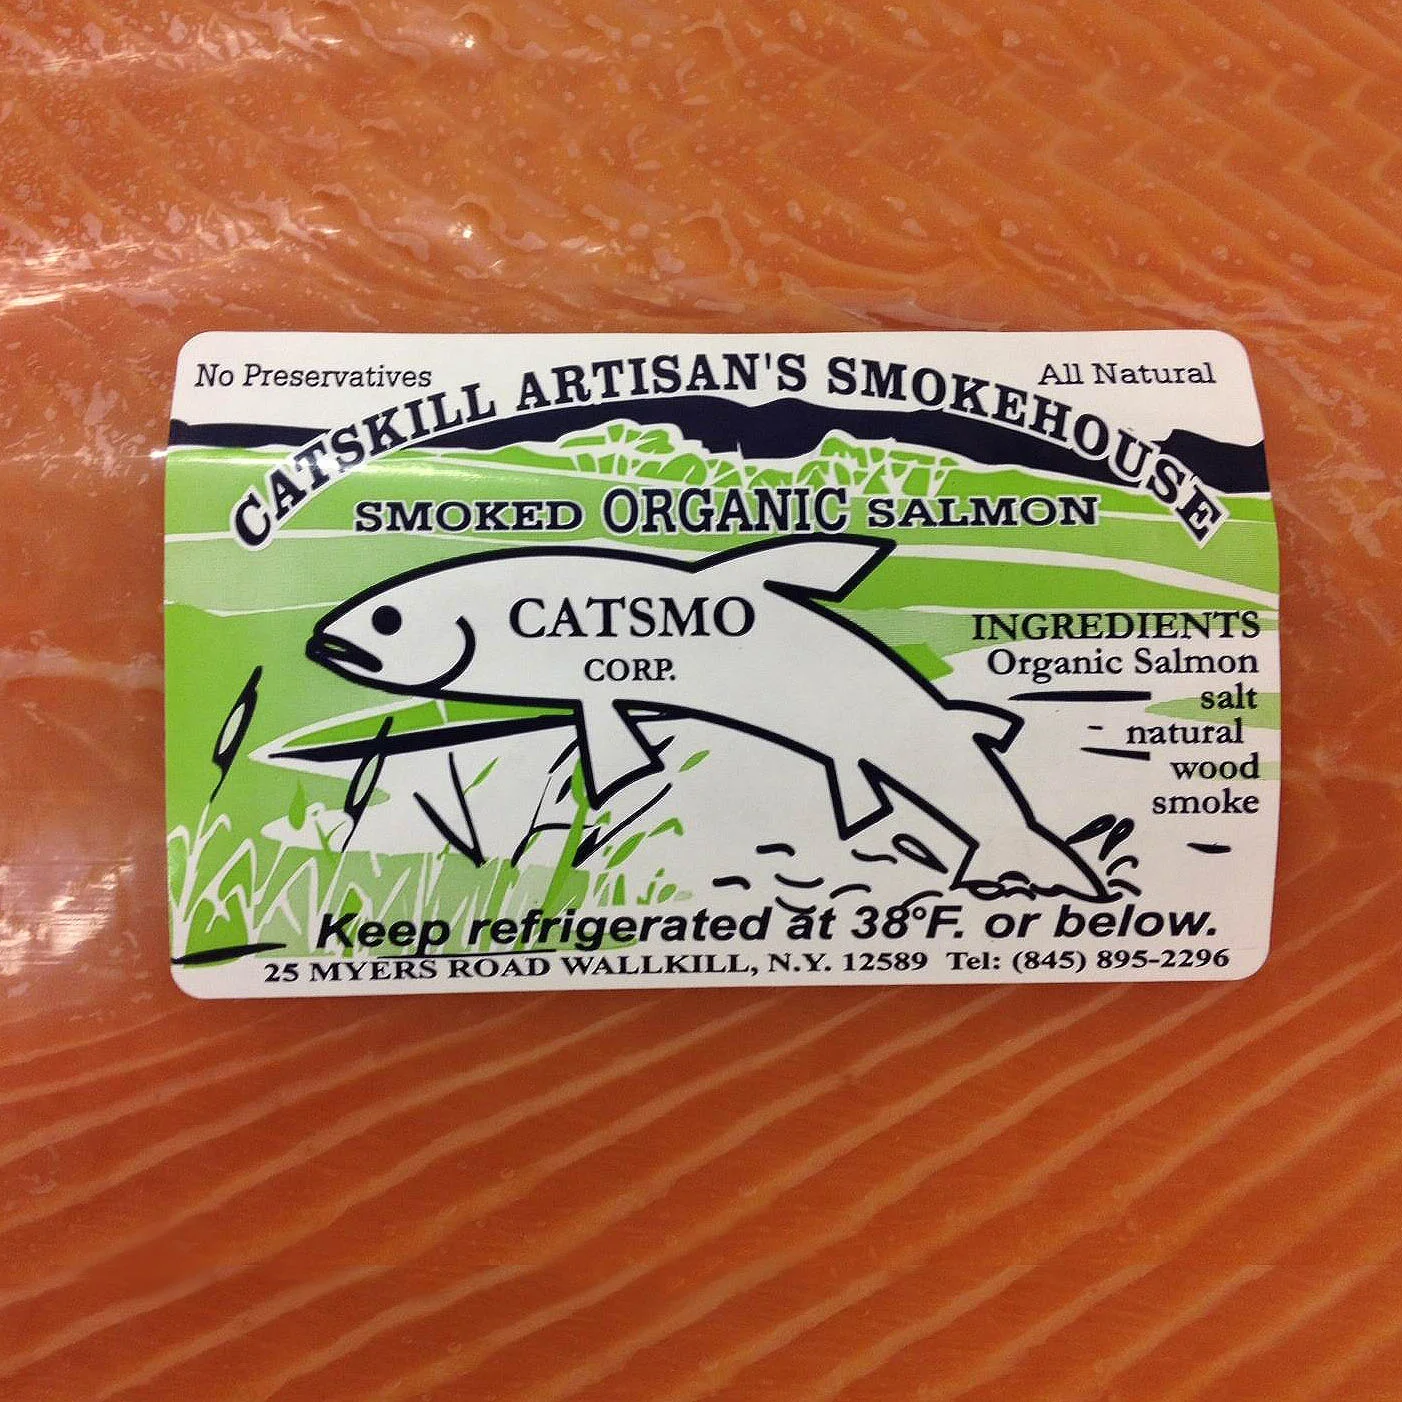 No Preservatives
All Natural
CATSKILL ARTISAN'S SMOKEHOUSE
SMOKED ORGANIC SALMON
CATSMO
CORP.
INGREDIENTS
Organic Salmon
salt
natural
wood
smoke
Keep refrigerated at 38°F. or below.
25 MYERS ROAD WALLKILL, N.Y. 12589 Tel: (845) 895-2296